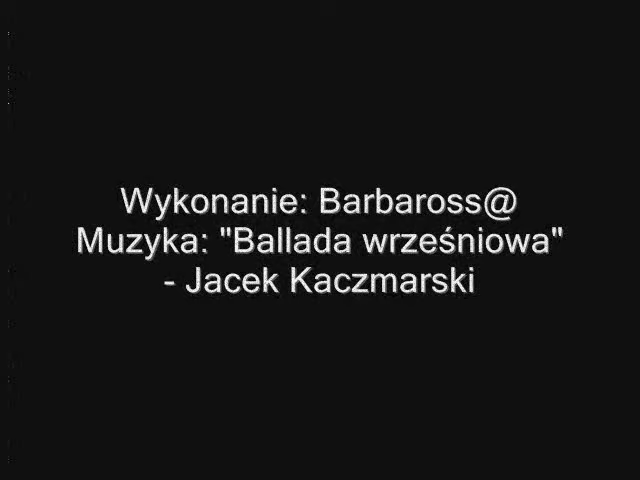 Wykonanie: Barbaross@
Muzyka: "Ballada wrześniowa"
- Jacek Kaczmarski